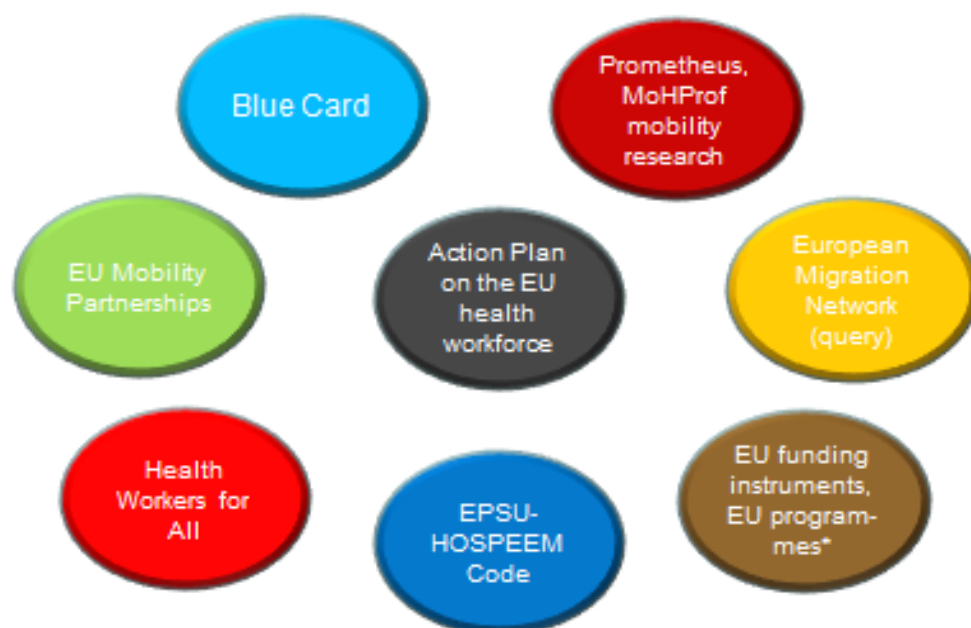 Blue Card
Prometheus,
MoHProf
mobility
research
EU Mobility
Partnerships
Action Plan
on the EU
health
workforce
European
Migration
Network
(query)
Health
Workers for
All
EPSU-
HOSPEEM
Code
EU funding
instruments,
EU program-
mes*